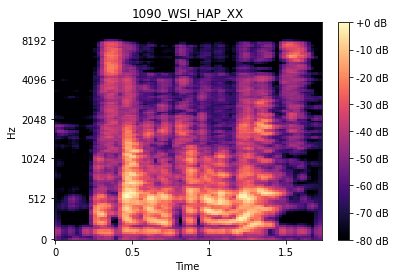 1090_WSI_HAP_XX
+0 dB
8192
-10 dB
4096
-20 dB
-30 dB
2048
Hz
-40 dB
1024
-50 dB
512
-60 dB
-70 dB
0
-80 dB
0 0.5 1 1.5
Time